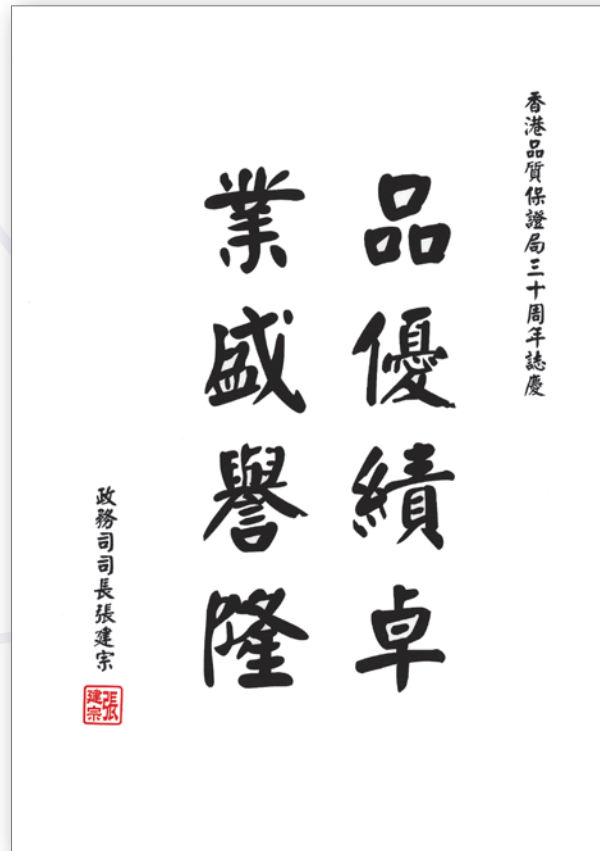 香港品質保證局三十周年誌慶
品優績卓
業盛譽隆
政務司司長張建宗
張建宗